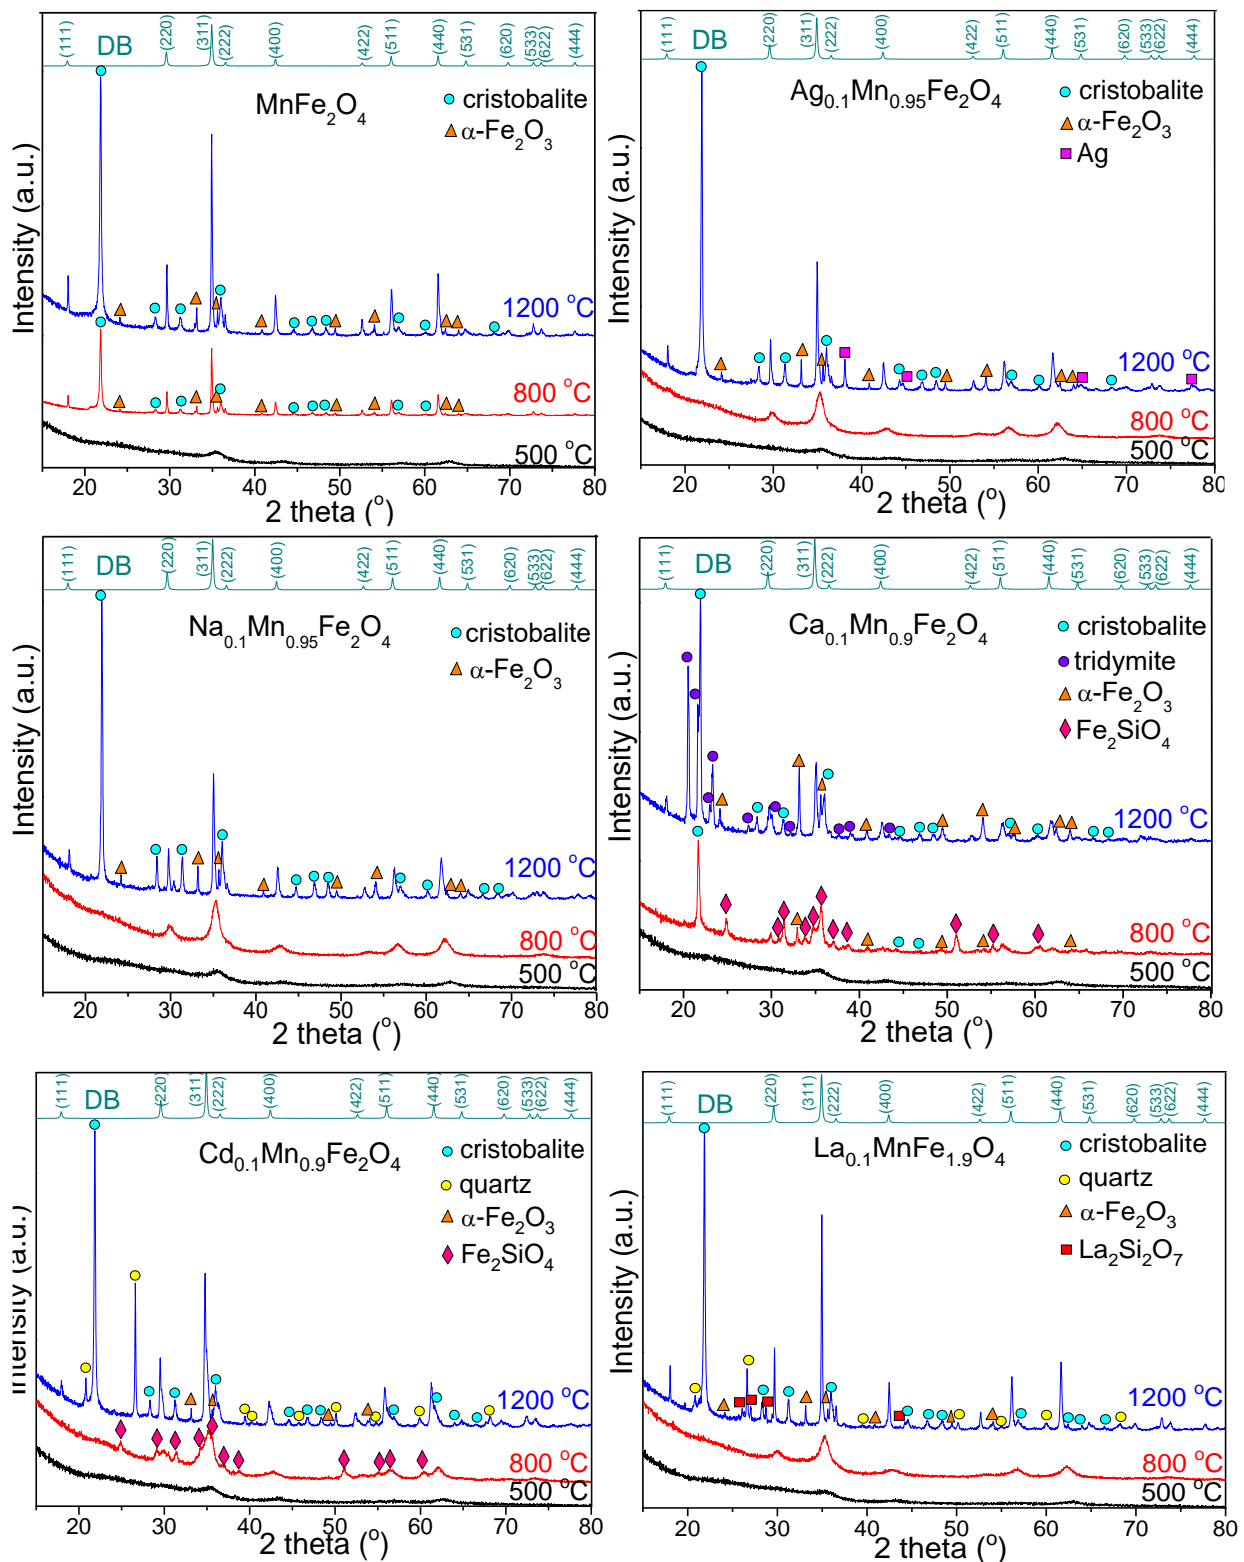 (111) DB (220) (311) (222) (400) (422) (511) (440) (531) (620) (533) (622) (444)
MnFe2O4
cristobalite
α-Fe2O3
1200 °C
800 °C
500 °C
Intensity (a.u.)
20 30 40 50 60 70 80
2 theta (°)
(111) DB (220) (311) (222) (400) (422) (511) (440) (531) (620) (533) (622) (444)
Ag0.1Mn0.95Fe2O4
cristobalite
α-Fe2O3
Ag
1200 °C
800 °C
500 °C
Intensity (a.u.)
20 30 40 50 60 70 80
2 theta (°)
(111) DB (220) (311) (222) (400) (422) (511) (440) (531) (620) (533) (622) (444)
Na0.1Mn0.95Fe2O4
cristobalite
α-Fe2O3
1200 °C
800 °C
500 °C
Intensity (a.u.)
20 30 40 50 60 70 80
2 theta (°)
(111) DB (220) (311) (222) (400) (422) (511) (440) (531) (620) (533) (622) (444)
Ca0.1Mn0.9Fe2O4
cristobalite
tridymite
α-Fe2O3
Fe2SiO4
1200 °C
800 °C
500 °C
Intensity (a.u.)
20 30 40 50 60 70 80
2 theta (°)
(111) DB (220) (311) (222) (400) (422) (511) (440) (531) (620) (533) (622) (444)
Cd0.1Mn0.9Fe2O4
cristobalite
quartz
α-Fe2O3
Fe2SiO4
1200 °C
800 °C
500 °C
Intensity (a.u.)
20 30 40 50 60 70 80
2 theta (°)
(111) DB (220) (311) (222) (400) (422) (511) (440) (531) (620) (533) (622) (444)
La0.1MnFe1.9O4
cristobalite
quartz
α-Fe2O3
La2Si2O7
1200 °C
800 °C
500 °C
Intensity (a.u.)
20 30 40 50 60 70 80
2 theta (°)